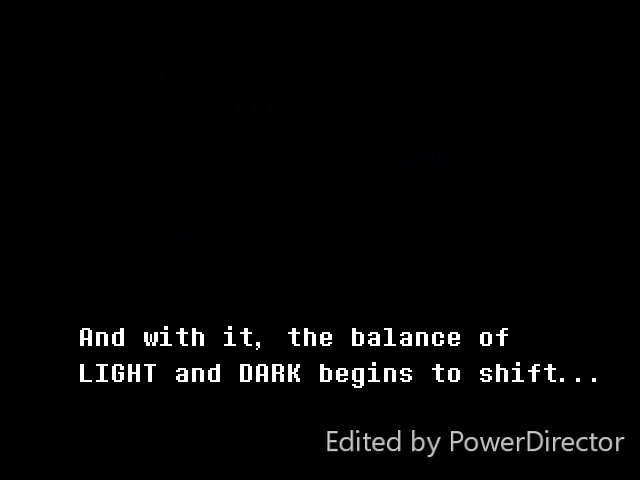 And with it, the balance of
LIGHT and DARK begins to shift...
Edited by PowerDirector